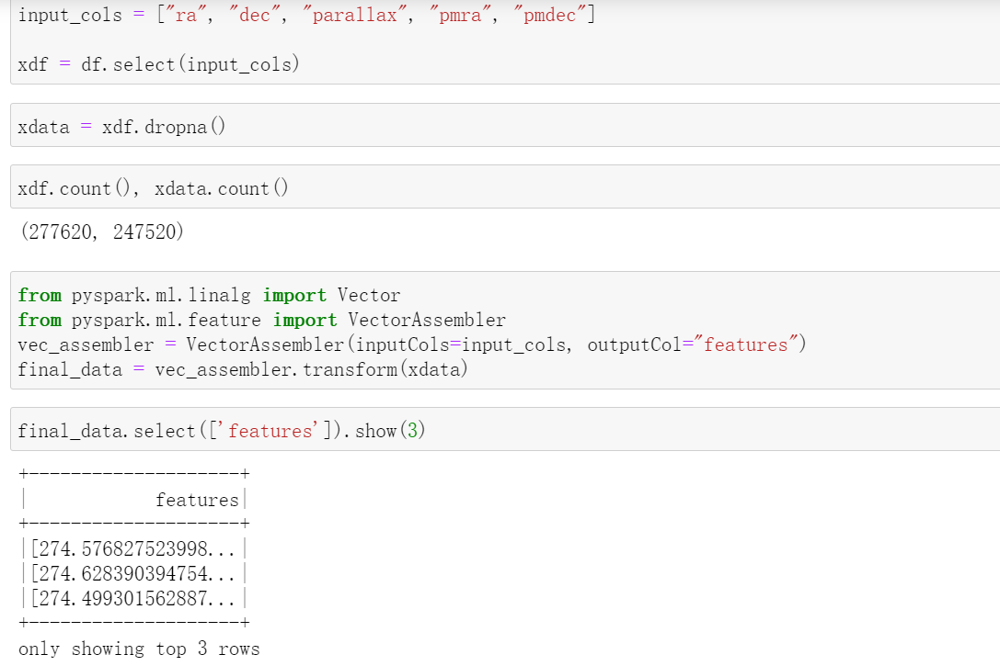 input_cols = ["ra", "dec", "parallax", "pmra", "pmdec"]
xdf = df.select(input_cols)
xdata = xdf.dropna()
xdf.count(), xdata.count()
(277620, 247520)
from pyspark.ml.linalg import Vector
from pyspark.ml.feature import VectorAssembler
vec_assembler = VectorAssembler(inputCols=input_cols, outputCol="features")
final_data = vec_assembler.transform(xdata)
final_data.select(['features']).show(3)
+--------------------+
|            features|
+--------------------+
|[274.576827523998...|
|[274.628390394754...|
|[274.499301562887...|
+--------------------+
only showing top 3 rows